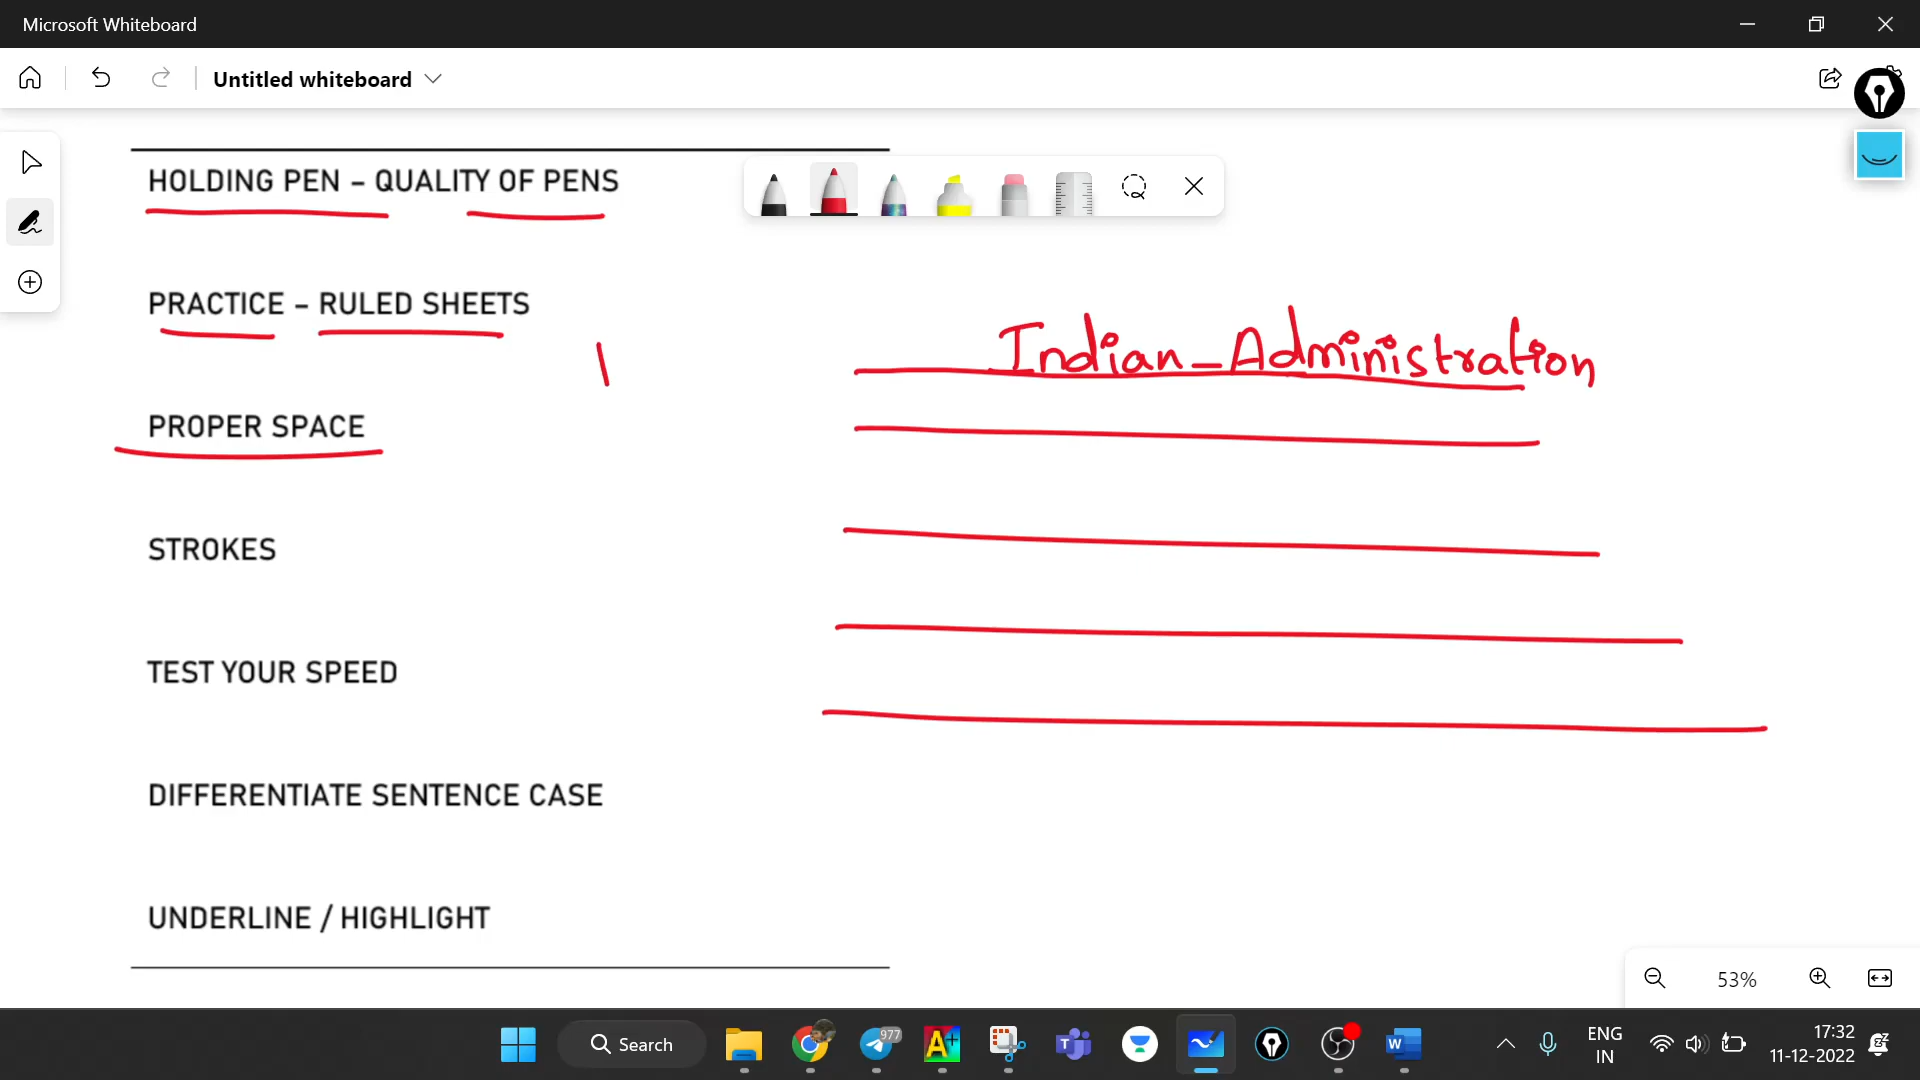 Microsoft Whiteboard
Untitled whiteboard
HOLDING PEN – QUALITY OF PENS
PRACTICE – RULED SHEETS
Indian - Administration
PROPER SPACE
STROKES
TEST YOUR SPEED
DIFFERENTIATE SENTENCE CASE
UNDERLINE / HIGHLIGHT
53%
Search
977
ENG
IN
17:32
11-12-2022